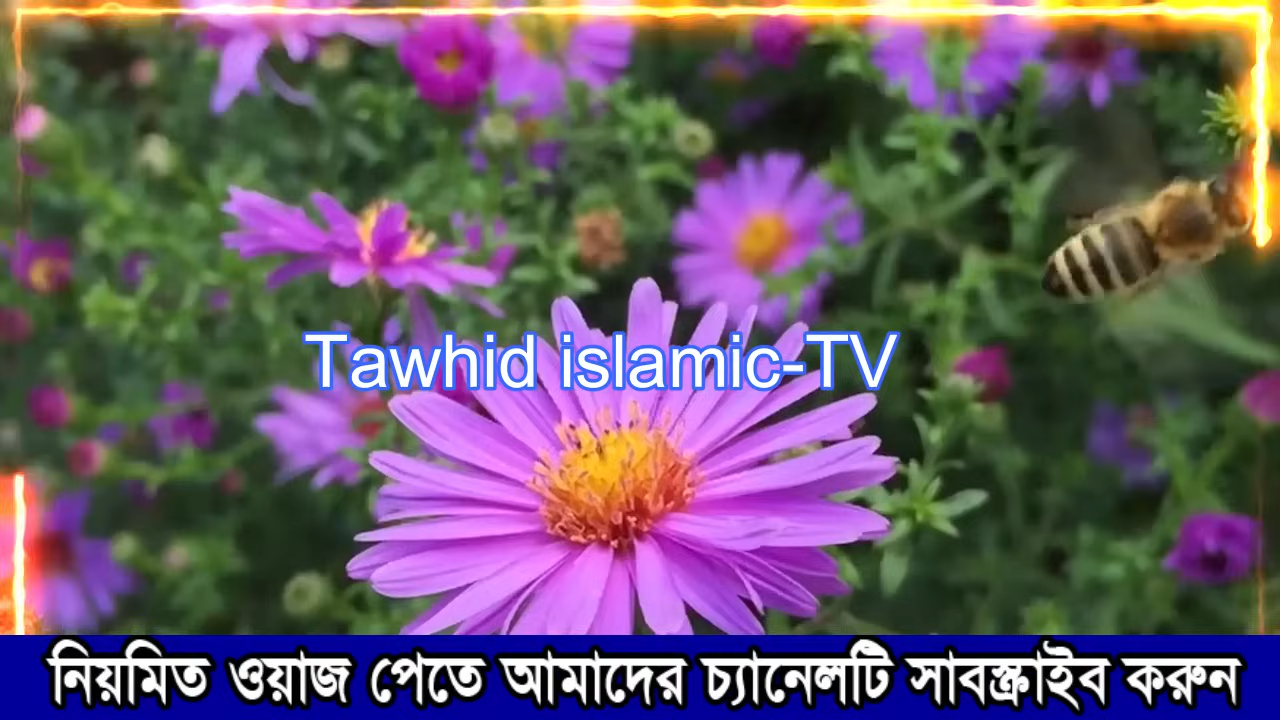 Tawhid islamic-TV
নিয়মিত ওয়াজ পেতে আমাদের চ্যানেলটি সাবস্ক্রাইব করুন